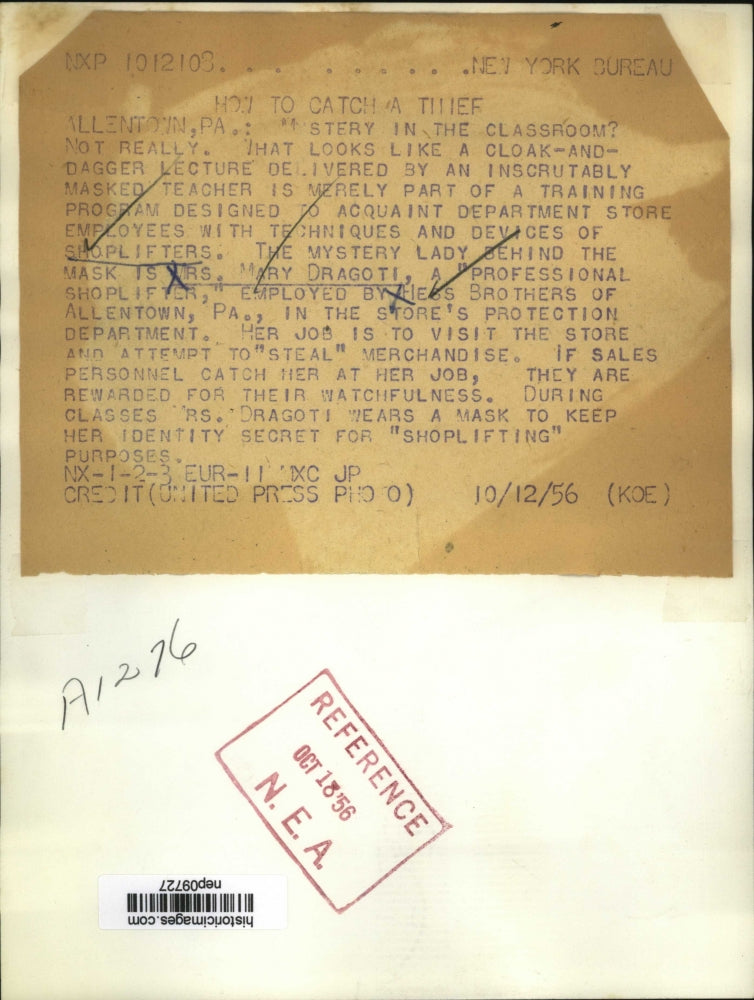 NXP 1012108. . . . . . . . . .NEW YORK BUREAU
HOW TO CATCH A THIEF
ALLENTOWN, PA.: MYSTERY IN THE CLASSROOM?
NOT REALLY. WHAT LOOKS LIKE A CLOAK-AND-
DAGGER LECTURE DELIVERED BY AN INSCRUTABLY
MASKED TEACHER IS MERELY PART OF A TRAINING
PROGRAM DESIGNED TO ACQUAINT DEPARTMENT STORE
EMPLOYEES WITH TECHNIQUES AND DEVICES OF
SHOPLIFTERS. THE MYSTERY LADY BEHIND THE
MASK IS MRS. MARY DRAGOTI, A "PROFESSIONAL
SHOPLIFTER," EMPLOYED BY HESS BROTHERS OF
ALLENTOWN, PA., IN THE STORE'S PROTECTION
DEPARTMENT. HER JOB IS TO VISIT THE STORE
AND ATTEMPT TO "STEAL" MERCHANDISE. IF SALES
PERSONNEL CATCH HER AT HER JOB, THEY ARE
REWARDED FOR THEIR WATCHFULNESS. DURING
CLASSES MRS. DRAGOTI WEARS A MASK TO KEEP
HER IDENTITY SECRET FOR "SHOPLIFTING"
PURPOSES.
NX-1-2-3 EUR-11 MXC JP
CREDIT (UNITED PRESS PHOTO) 10/12/56 (KOE)
A1276
REFERENCE
OCT 13 '56
N. E. A.
historicimages.com
nep09727